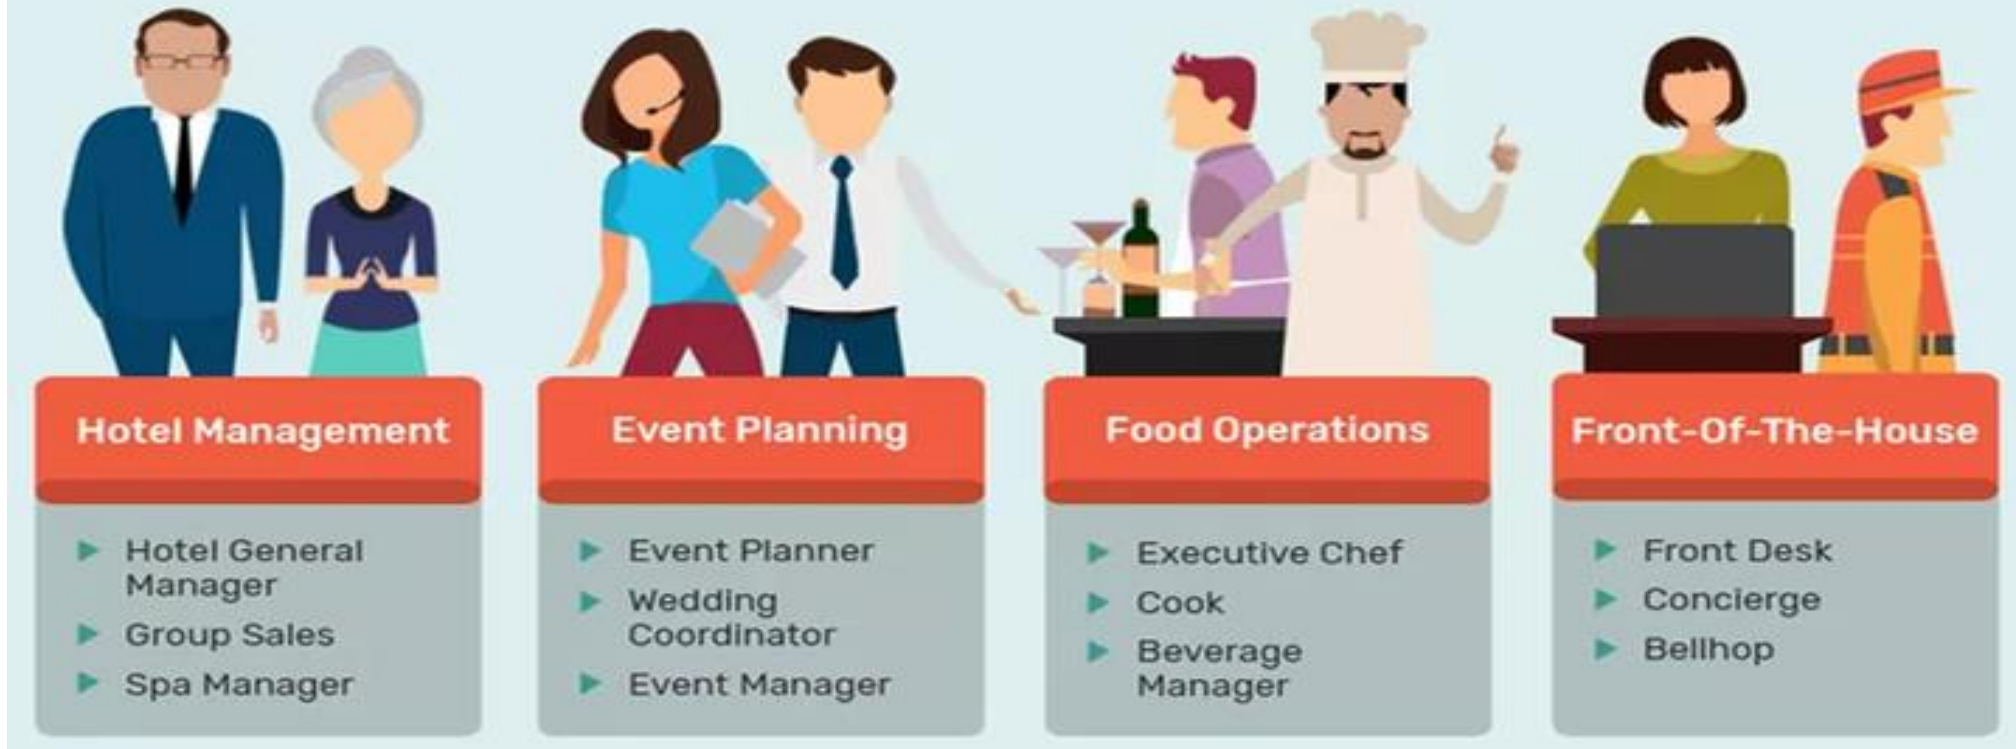 Hotel Management
Hotel General
Manager
Group Sales
Spa Manager
Event Planning
Event Planner
Wedding
Coordinator
Event Manager
Food Operations
Executive Chef
Cook
Beverage
Manager
Front-Of-The-House
Front Desk
Concierge
Bellhop